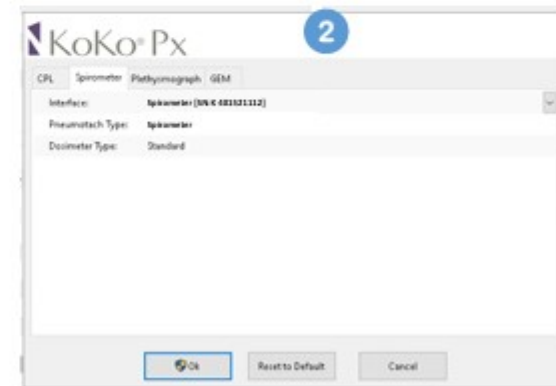 KoKo® Px
2
CPL Spirometer Plethysmograph GEM
Interface: Spirometer
Pneumotach Type: Spirometer
Dosimeter Type: Standard
Ok Reset to Default Cancel